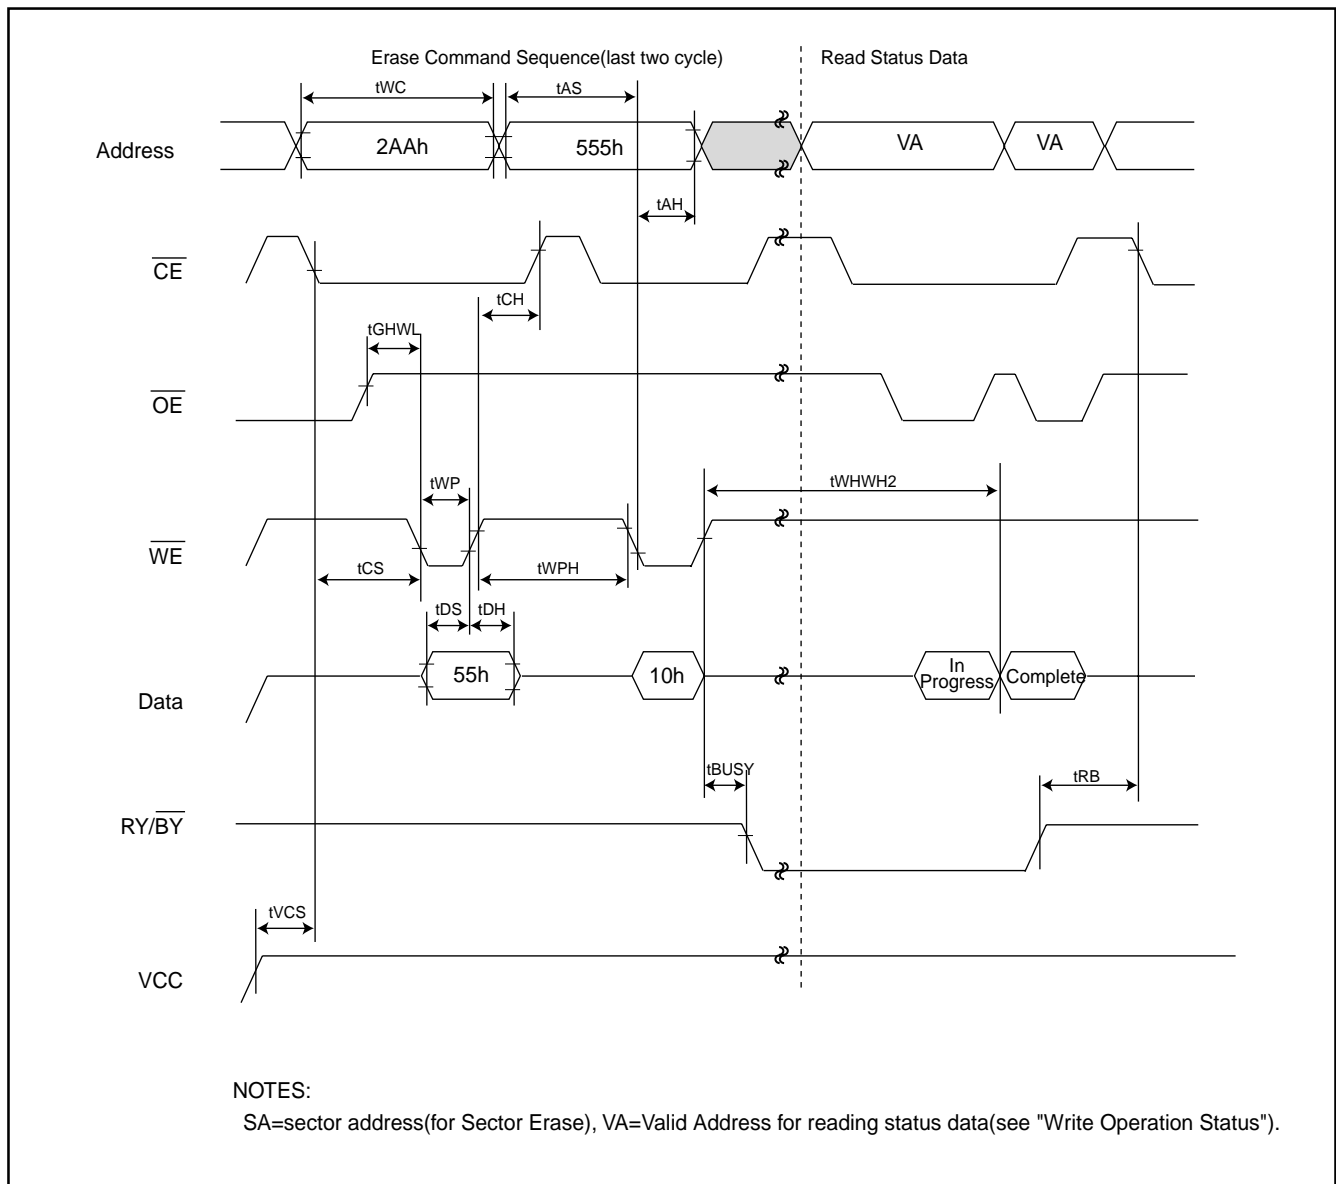 Erase Command Sequence(last two cycle)
Read Status Data
tWC
tAS
Address
2AAh
555h
VA
VA
tAH
CE
tCH
tGHWL
OE
tWP
tWHWH2
WE
tCS
tWPH
tDS
tDH
Data
55h
10h
In
Progress
Complete
tBUSY
tRB
RY/BY
tVCS
VCC
NOTES:
SA=sector address(for Sector Erase), VA=Valid Address for reading status data(see "Write Operation Status").